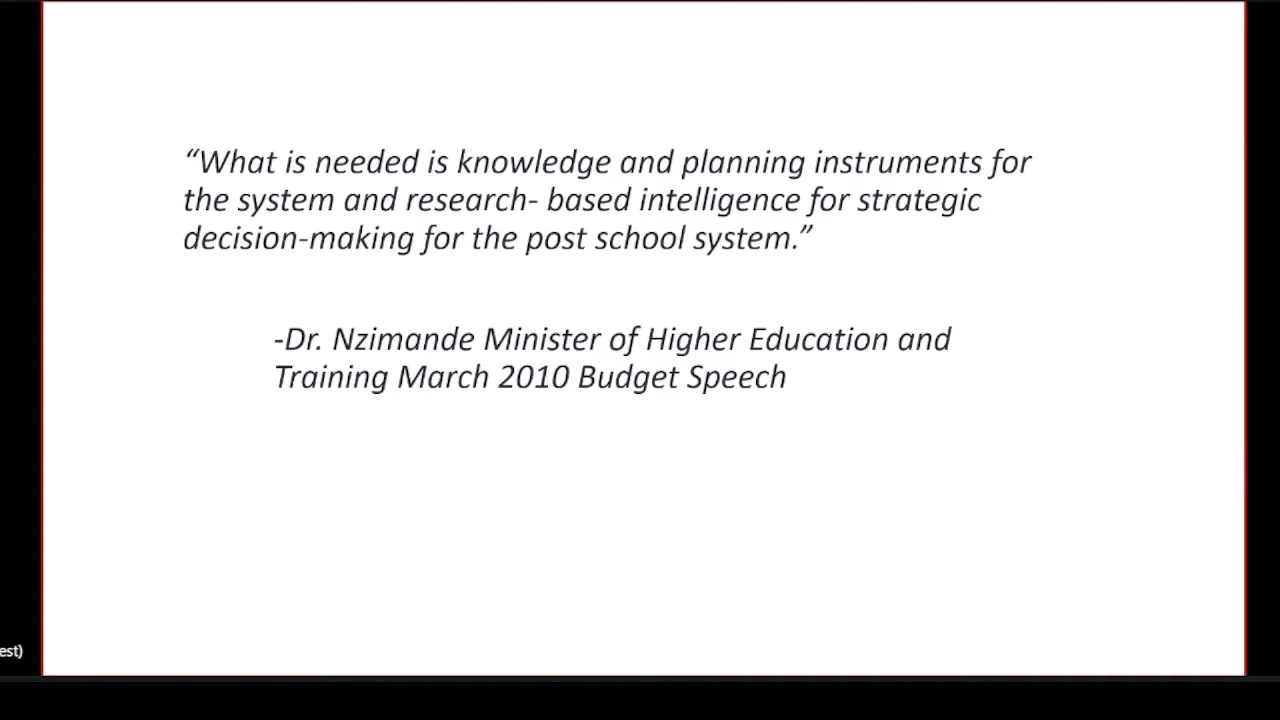 “What is needed is knowledge and planning instruments for
the system and research- based intelligence for strategic
decision-making for the post school system.”
-Dr. Nzimande Minister of Higher Education and
Training March 2010 Budget Speech
est)